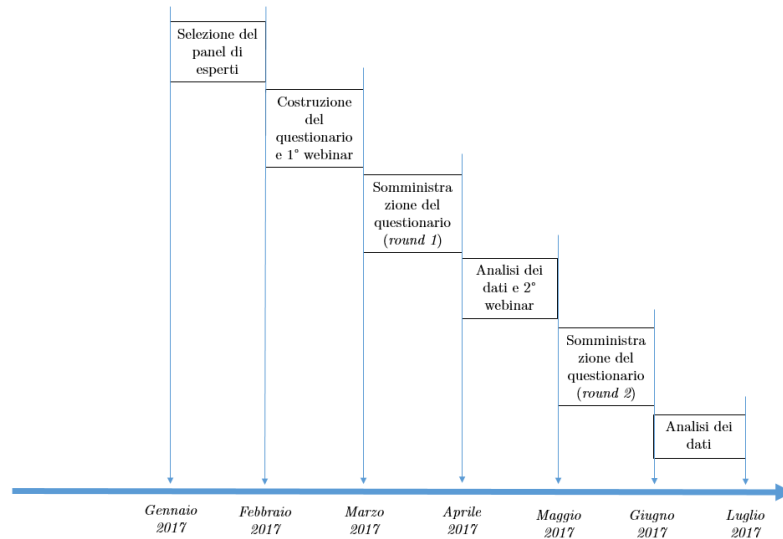 Selezione del
panel di
esperti
Costruzione
del
questionario
e 1° webinar
Somministra
zione del
questionario
(round 1)
Analisi dei
dati e 2°
webinar
Somministra
zione del
questionario
(round 2)
Analisi dei
dati
Gennaio
2017
Febbraio
2017
Marzo
2017
Aprile
2017
Maggio
2017
Giugno
2017
Luglio
2017